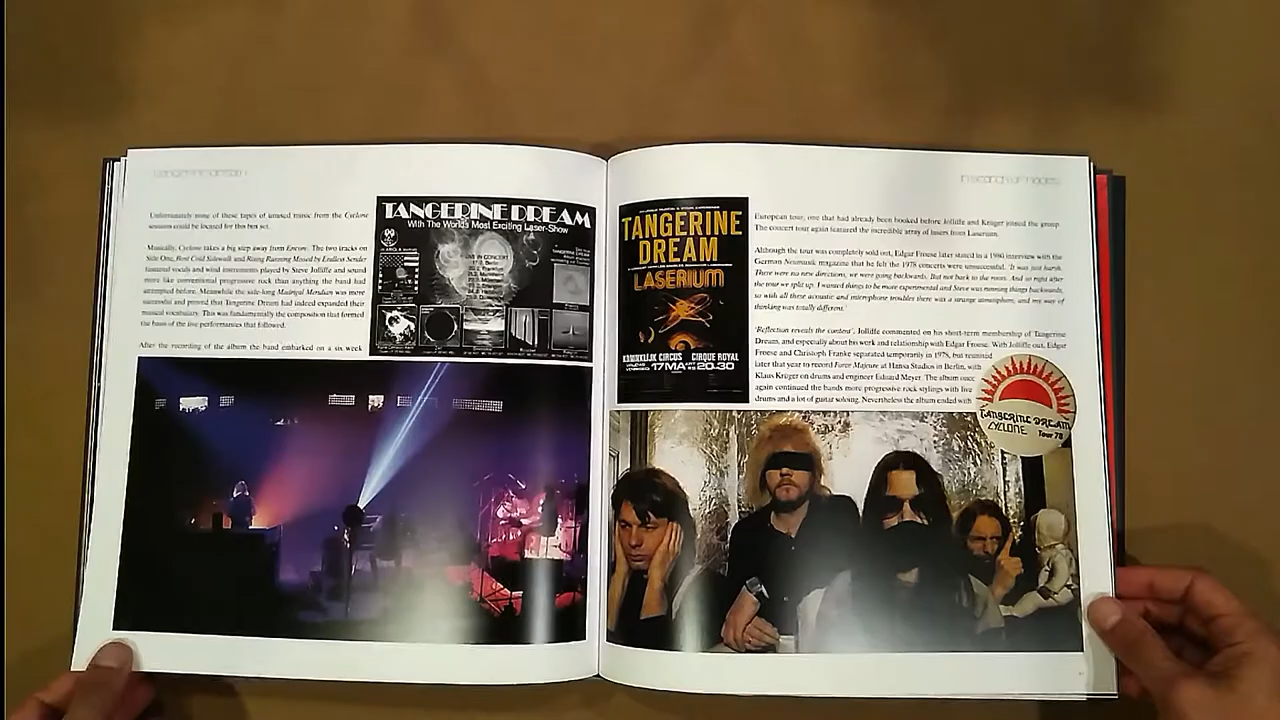 Unfortunately none of these tapes of unused music from the Cyclone
sessions could be located for this box set.
Musically, Cyclone takes a big step away from Encore. The two tracks on
Side One, Bent Cold Sidewalk and Rising Runner Missed by Endless Sender
featured vocals and wind instruments played by Steve Jolliffe and sound
more like conventional progressive rock than anything the band had
attempted before. Meanwhile the side-long Madrigal Meridian was more
successful and proved that Tangerine Dream had indeed expanded their
musical vocabulary. This was fundamentally the composition that formed
the basis of the live performances that followed.
After the recording of the album the band embarked on a six week
TANGERINE DREAM
With The Worlds Most Exciting Laser-Show
LIVE IN CONCERT
TANGERINE
DREAM
LASERIUM
KONINKLIJK CIRCUS CIRQUE ROYAL
17 MA 20.30
European tour, one that had already been booked before Jolliffe and Krüger joined the group.
The concert tour again featured the incredible array of lasers from Laserium.
Although the tour was completely sold out, Edgar Froese later stated in a 1980 interview with the
German Neumusik magazine that he felt the 1978 concerts were unsuccessful. 'It was just harsh.
There were no new directions, we were going backwards. But not back to the roots. And so right after
the tour we split up. I wanted things to be more experimental and Steve was running things backwards,
so with all these acoustic and microphone troubles there was a strange atmosphere, and my way of
thinking was totally different.'
'Reflection reveals the content', Jolliffe commented on his short-term membership of Tangerine
Dream, and especially about his work and relationship with Edgar Froese. With Jolliffe out, Edgar
Froese and Christoph Franke separated temporarily in 1978, but reunited
later that year to record Force Majeure at Hansa Studios in Berlin, with
Klaus Krüger on drums and engineer Eduard Meyer. The album once
again continued the bands more progressive rock stylings with live
drums and a lot of guitar soloing. Nevertheless the album ended with
TANGERINE DREAM
CYCLONE Tour 78